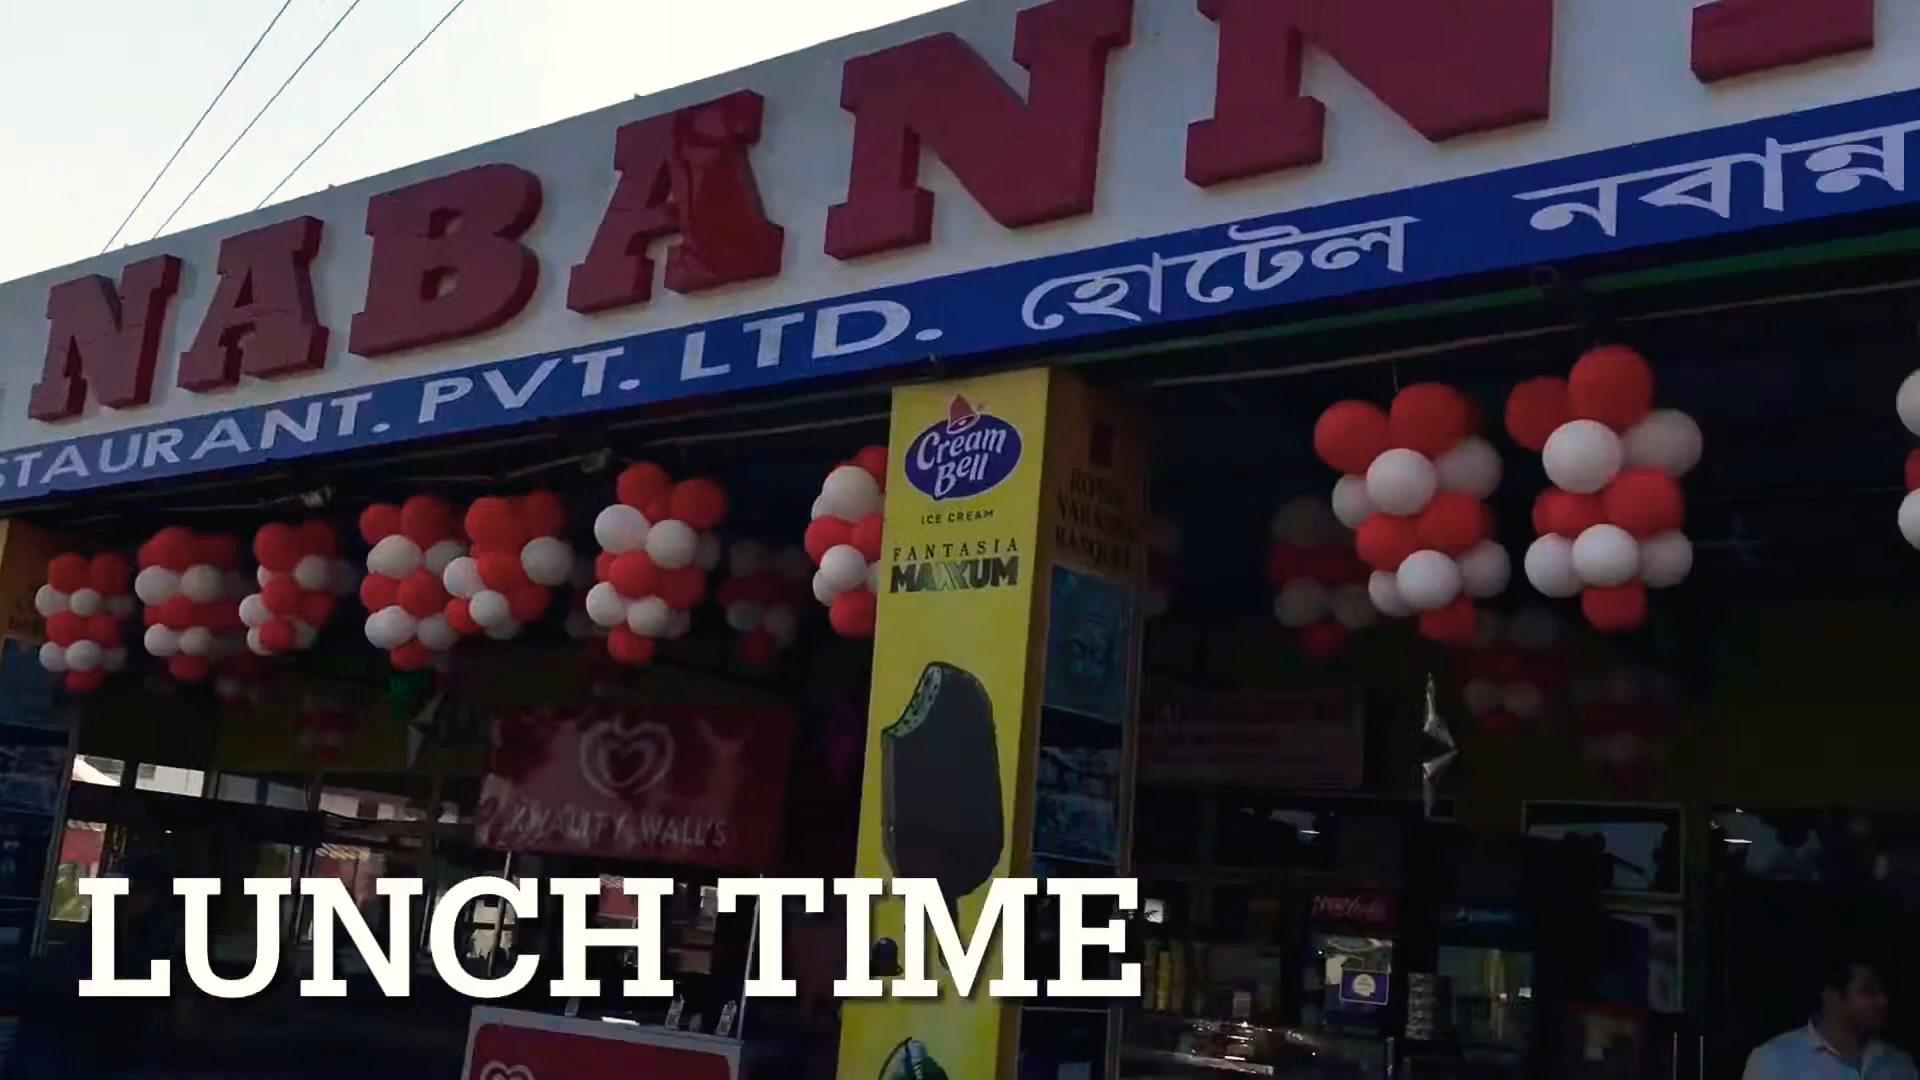 NABANN
STAURANT. PVT. LTD. হোটেল নবান্ন
Cream
Bell
ICE CREAM
FANTASIA
MAXXUM
KWALITY WALL'S
LUNCH TIME